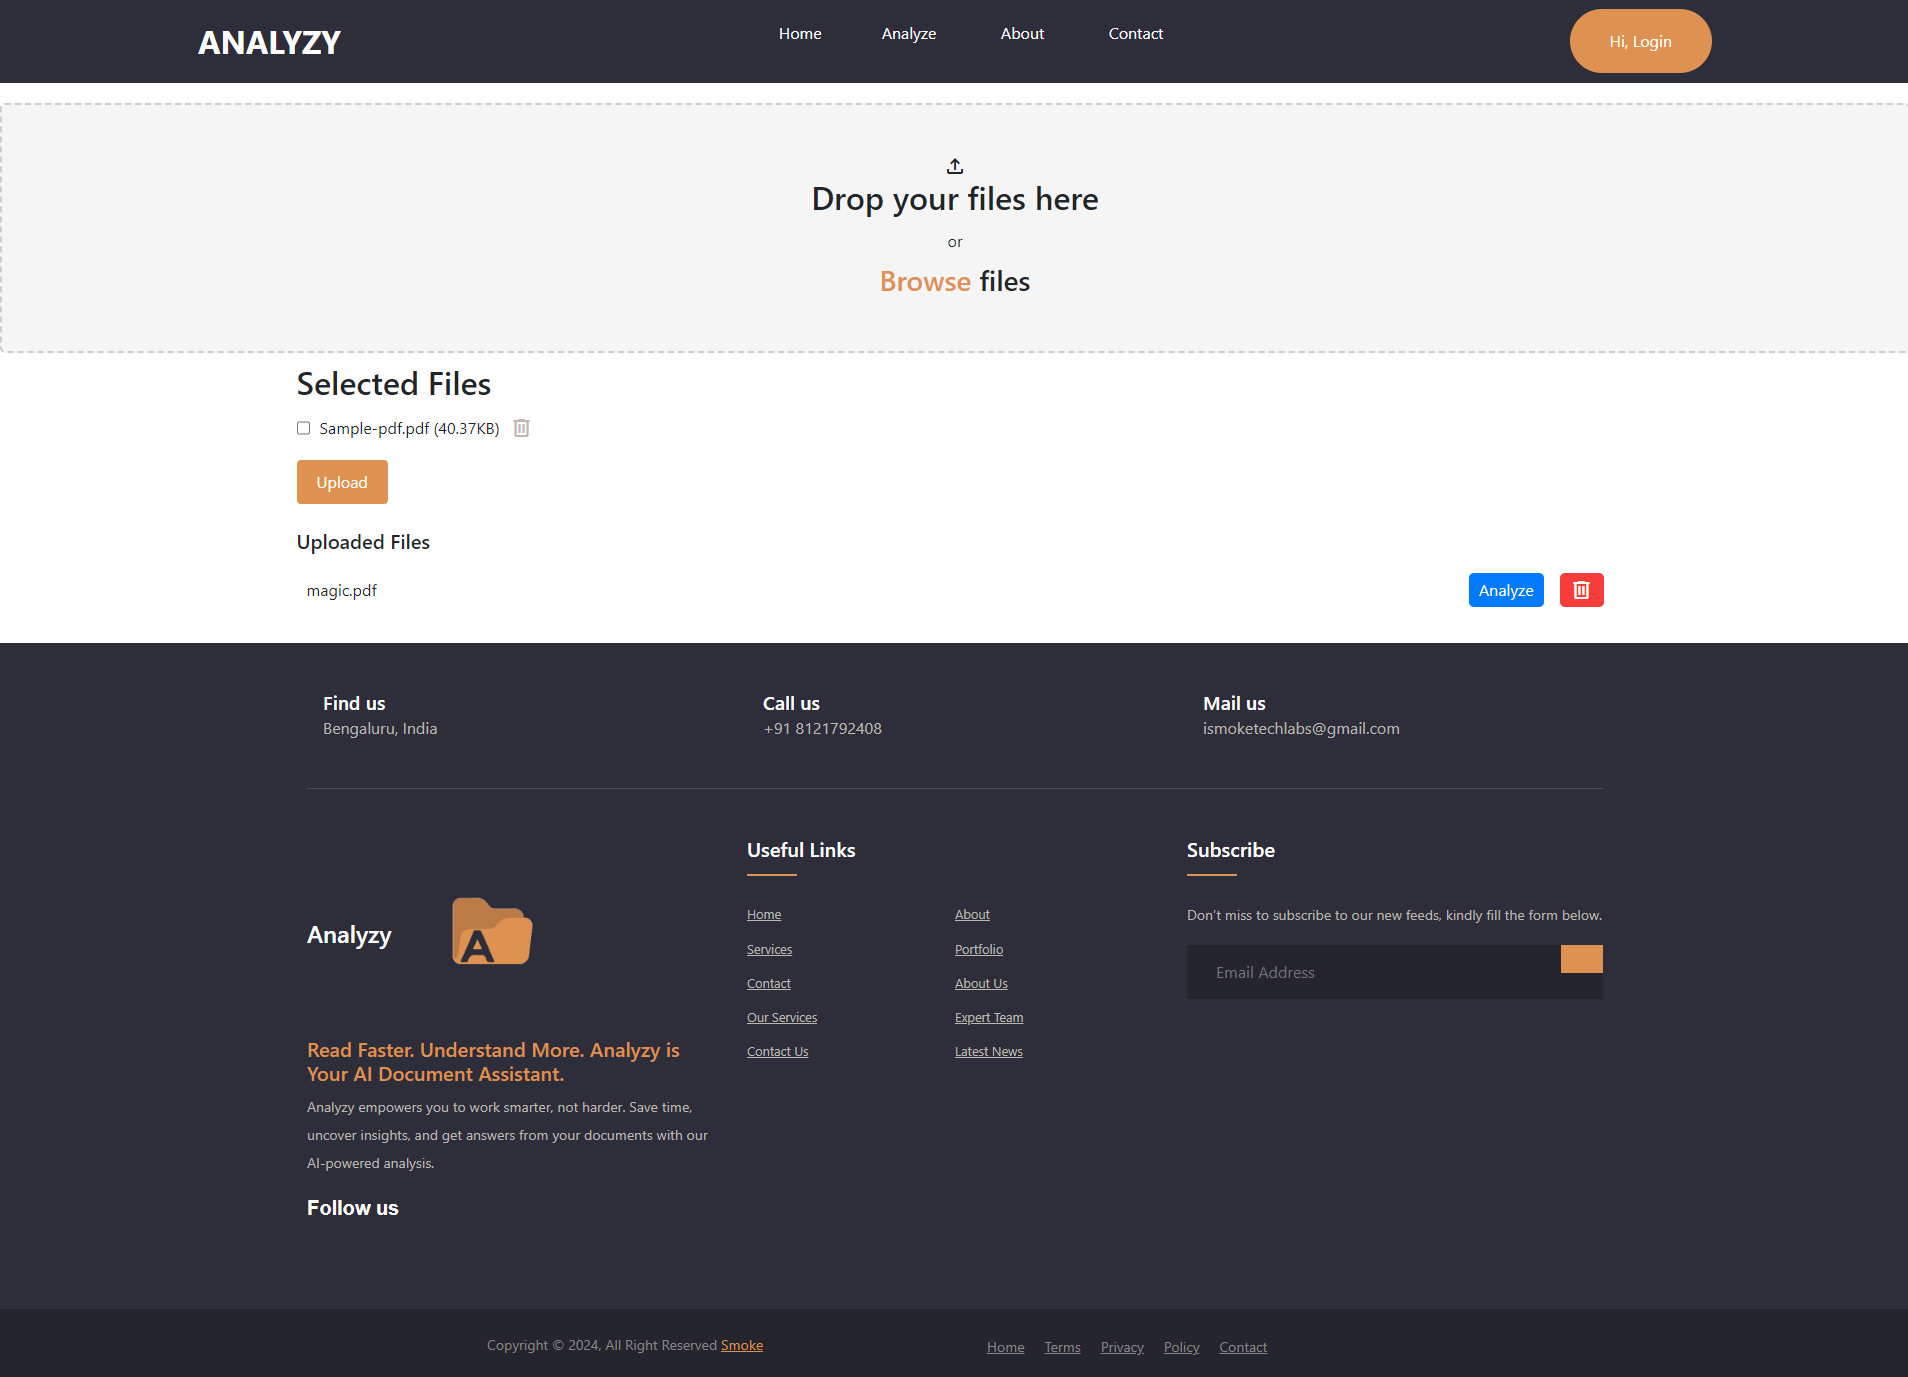 ANALYZY
Home Analyze About Contact
Hi, Login
Drop your files here
or
Browse files
Selected Files
Sample-pdf.pdf (40.37KB)
Upload
Uploaded Files
magic.pdf
Analyze
Find us
Bengaluru, India
Call us
+91 8121792408
Mail us
ismoketechlabs@gmail.com
Analyzy
A
Read Faster. Understand More. Analyzy is
Your AI Document Assistant.
Analyzy empowers you to work smarter, not harder. Save time,
uncover insights, and get answers from your documents with our
AI-powered analysis.
Follow us
Useful Links
Home About
Services Portfolio
Contact About Us
Our Services Expert Team
Contact Us Latest News
Subscribe
Don’t miss to subscribe to our new feeds, kindly fill the form below.
Email Address
Copyright © 2024, All Right Reserved Smoke
Home Terms Privacy Policy Contact